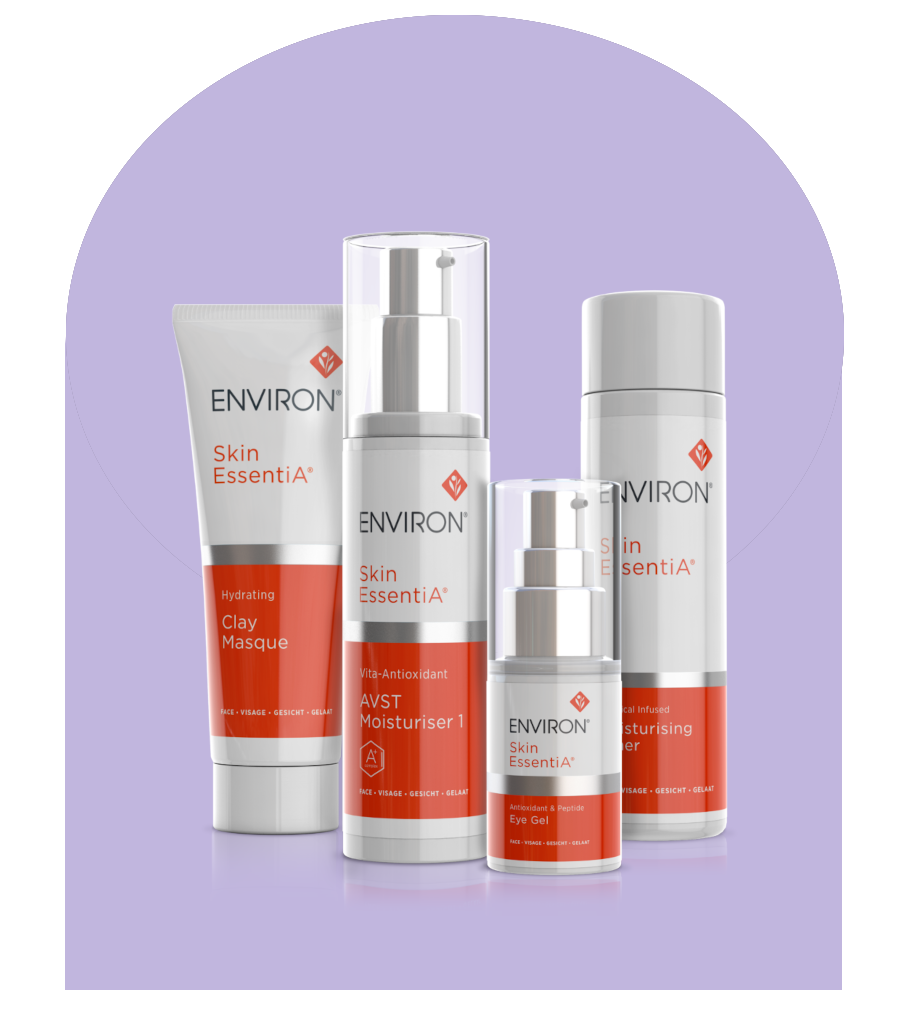 ENVIRON®
Skin
EssentiA®
Hydrating
Clay
Masque
FACE • VISAGE • GESICHT • GELAAT
ENVIRON®
Skin
EssentiA®
Vita-Antioxidant
AVST
Moisturiser 1
A+
FACE • VISAGE • GESICHT • GELAAT
ENVIRON®
Skin
EssentiA®
Antioxidant & Peptide
Eye Gel
FACE • VISAGE • GESICHT • GELAAT
ENVIRON®
Skin
EssentiA®
Infused
VISAGE • GESICHT • GELAAT